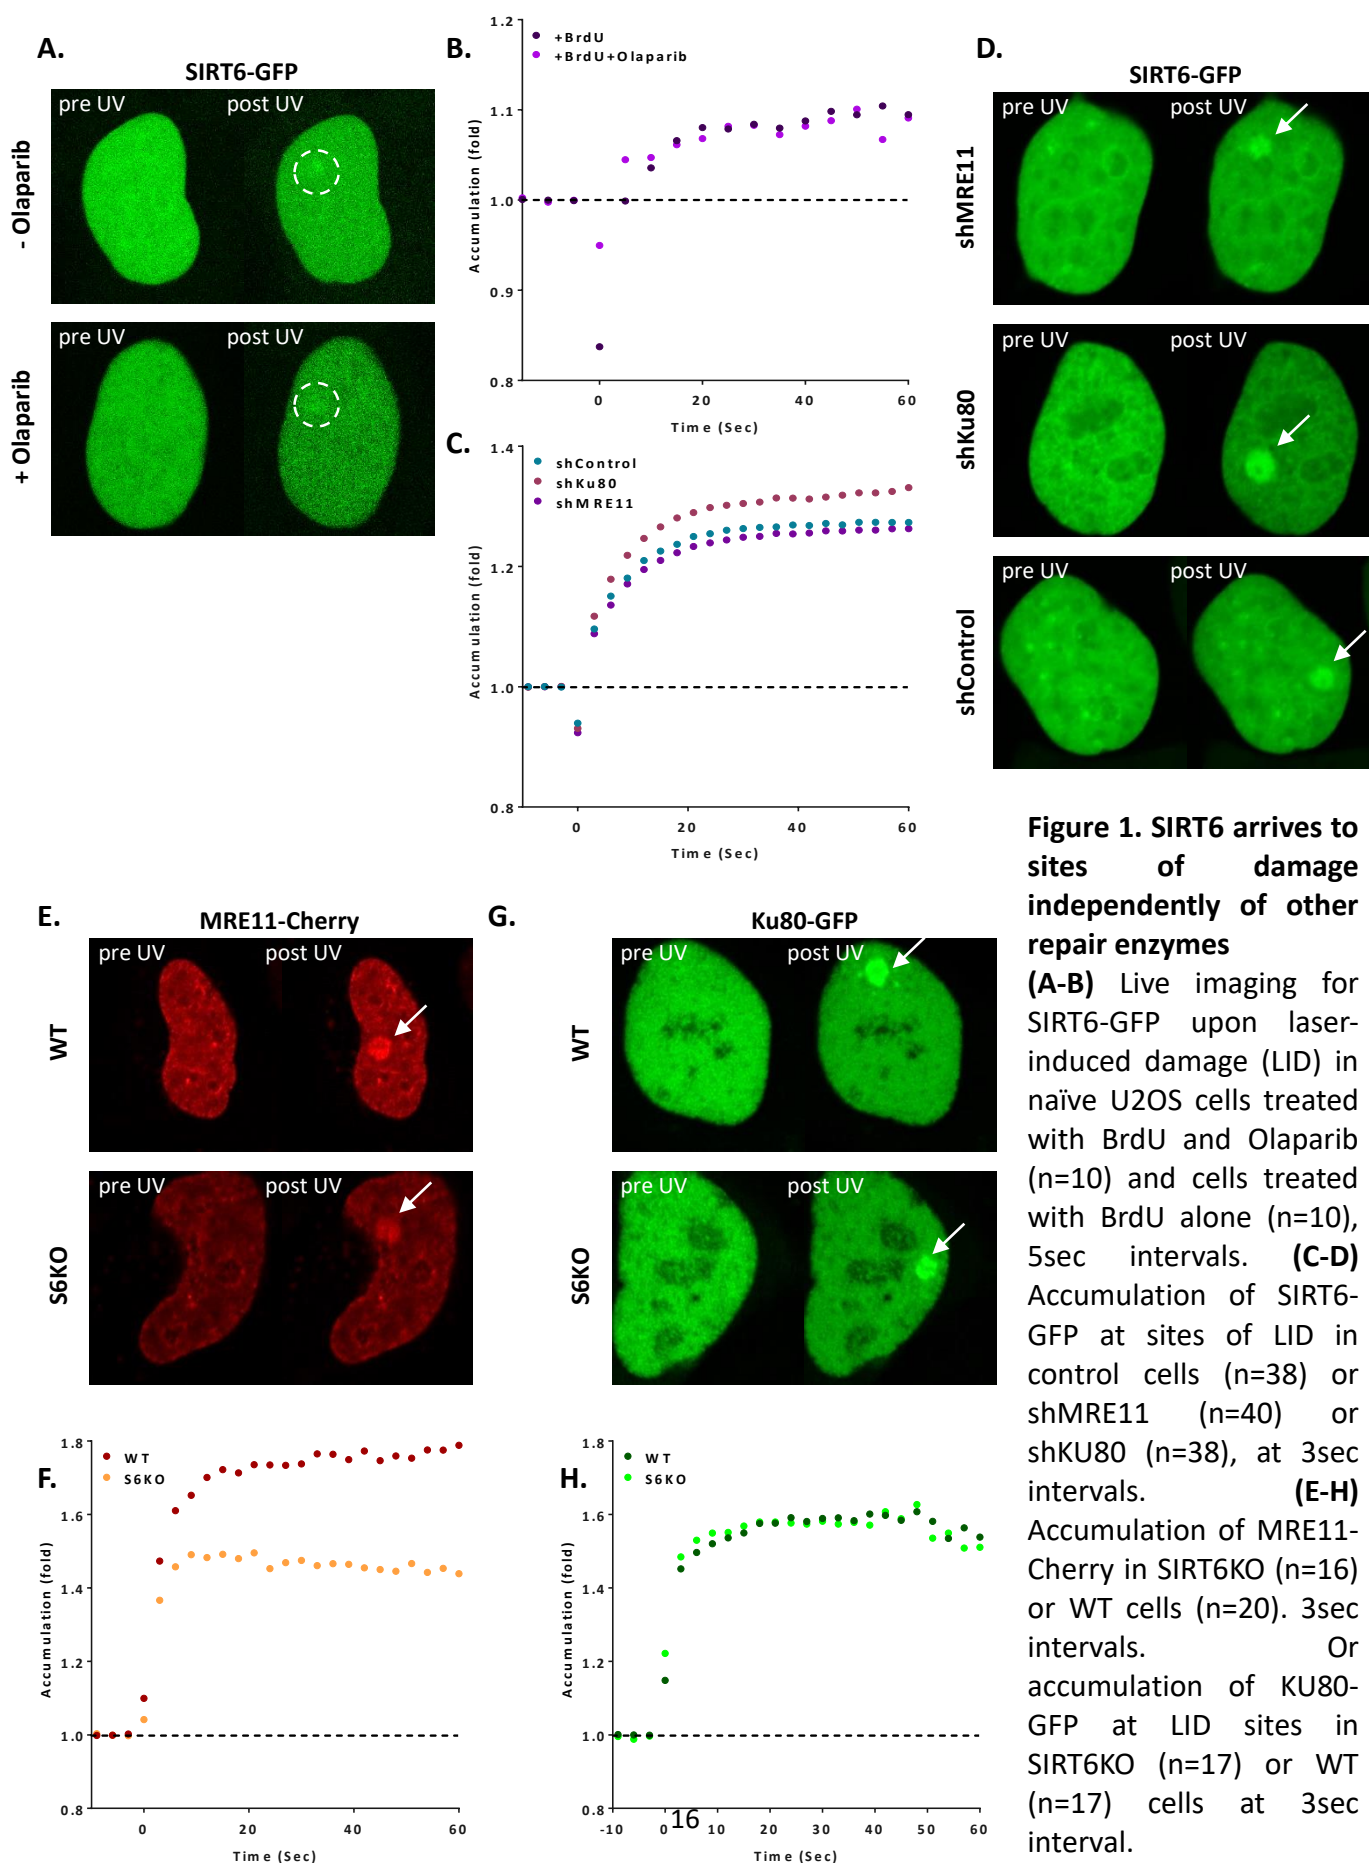 A.
SIRT6-GFP
pre UV
post UV
- Olaparib
pre UV
post UV
+ Olaparib
B.
+BrdU
+BrdU+Olaparib
1.2
1.1
1.0
0.9
0.8
Accumulation (fold)
0
20
40
60
Time (Sec)
C.
shControl
shKu80
shMRE11
1.4
1.2
1.0
0.8
Accumulation (fold)
0
20
40
60
Time (Sec)
D.
SIRT6-GFP
pre UV
post UV
shMRE11
pre UV
post UV
shKu80
pre UV
post UV
shControl
E.
MRE11-Cherry
pre UV
post UV
WT
pre UV
post UV
S6KO
G.
Ku80-GFP
pre UV
post UV
WT
pre UV
post UV
S6KO
F.
WT
S6KO
1.8
1.6
1.4
1.2
1.0
0.8
Accumulation (fold)
0
20
40
60
Time (Sec)
H.
WT
S6KO
1.8
1.6
1.4
1.2
1.0
0.8
Accumulation (fold)
-10
0
10
20
30
40
50
60
Time (Sec)
16
Figure 1. SIRT6 arrives to
sites of damage
independently of other
repair enzymes
(A-B) Live imaging for
SIRT6-GFP upon laser-
induced damage (LID) in
naïve U2OS cells treated
with BrdU and Olaparib
(n=10) and cells treated
with BrdU alone (n=10),
5sec intervals. (C-D)
Accumulation of SIRT6-
GFP at sites of LID in
control cells (n=38) or
shMRE11 (n=40) or
shKU80 (n=38), at 3sec
intervals. (E-H)
Accumulation of MRE11-
Cherry in SIRT6KO (n=16)
or WT cells (n=20). 3sec
intervals. Or
accumulation of KU80-
GFP at LID sites in
SIRT6KO (n=17) or WT
(n=17) cells at 3sec
interval.